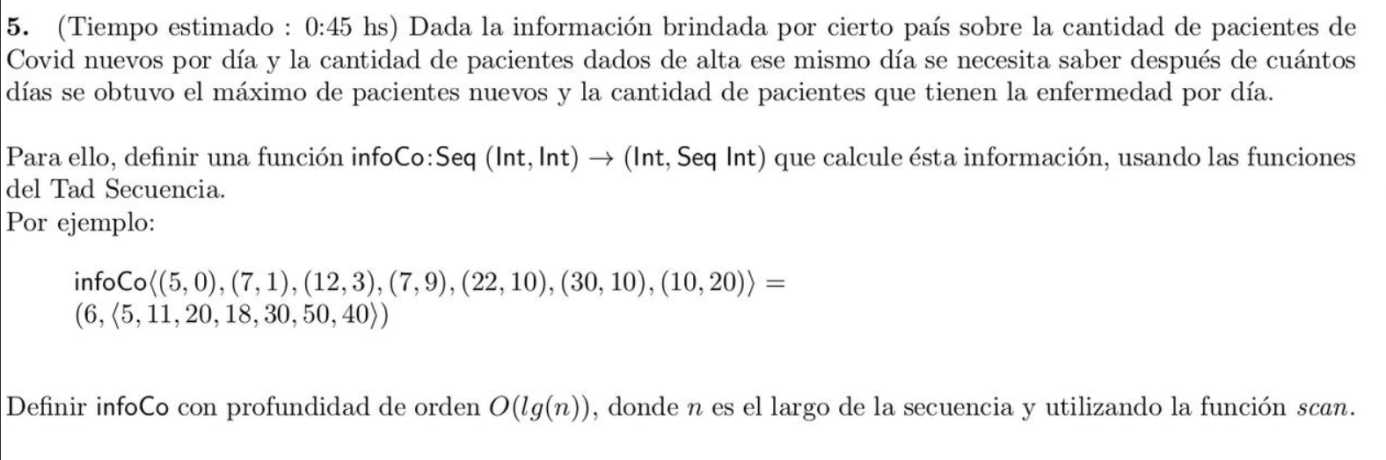 5. (Tiempo estimado : 0:45 hs) Dada la información brindada por cierto país sobre la cantidad de pacientes de
Covid nuevos por día y la cantidad de pacientes dados de alta ese mismo día se necesita saber después de cuántos
días se obtuvo el máximo de pacientes nuevos y la cantidad de pacientes que tienen la enfermedad por día.
Para ello, definir una función infoCo:Seq (Int, Int) → (Int, Seq Int) que calcule ésta información, usando las funciones
del Tad Secuencia.
Por ejemplo:
infoCo⟨(5, 0), (7, 1), (12, 3), (7, 9), (22, 10), (30, 10), (10, 20)⟩ =
(6, ⟨5, 11, 20, 18, 30, 50, 40⟩)
Definir infoCo con profundidad de orden O(lg(n)), donde n es el largo de la secuencia y utilizando la función scan.